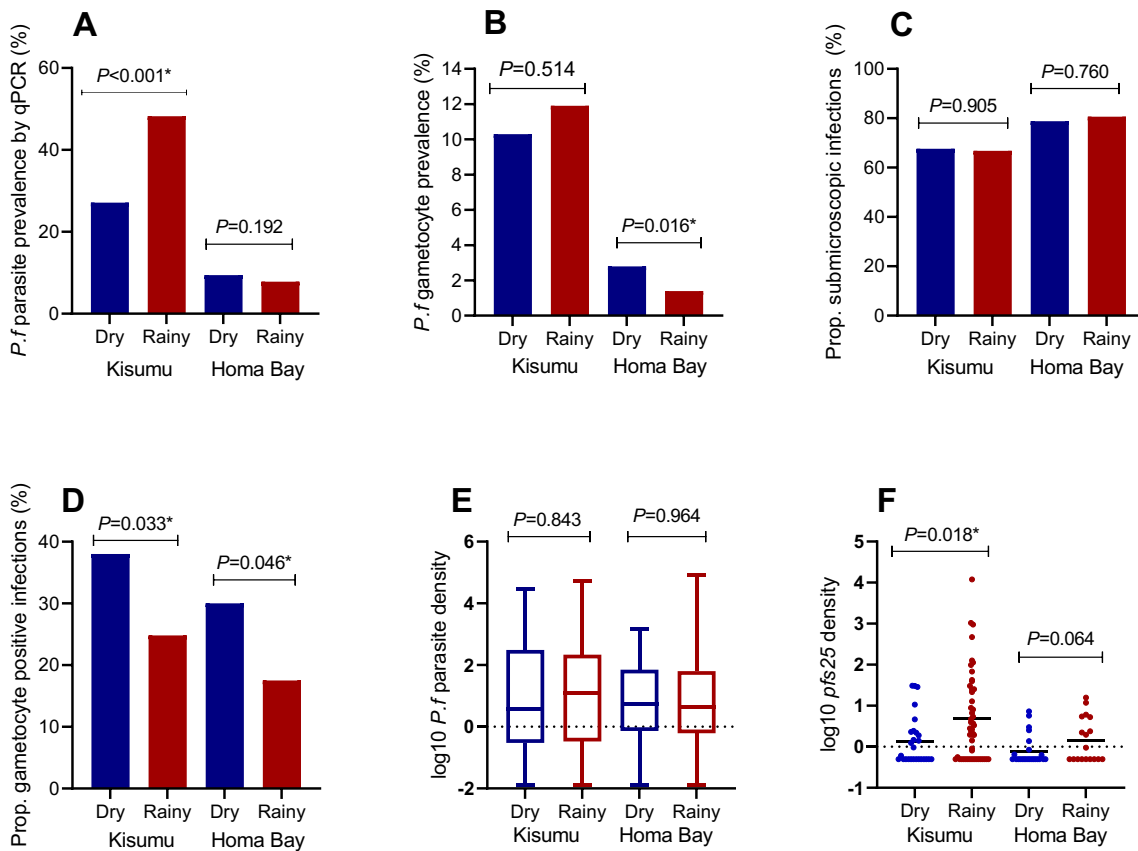 A
P.f parasite prevalence by qPCR (%)
P<0.001*
P=0.192
60
40
20
0
Dry Rainy Dry Rainy
Kisumu Homa Bay
B
P.f gametocyte prevalence (%)
P=0.514
P=0.016*
14
12
10
8
6
4
2
0
Dry Rainy Dry Rainy
Kisumu Homa Bay
C
Prop. submicroscopic infections (%)
P=0.760
P=0.905
100
80
60
40
20
0
Dry Rainy Dry Rainy
Kisumu Homa Bay
D
Prop. gametocyte positive infections (%)
P=0.033*
P=0.046*
40
30
20
10
0
Dry Rainy Dry Rainy
Kisumu Homa Bay
E
log10 P.f parasite density
P=0.843 P=0.964
6
4
2
0
-2
Dry Rainy Dry Rainy
Kisumu Homa Bay
F
log10 pfs25 density
P=0.018*
P=0.064
5
4
3
2
1
0
-1
Dry Rainy Dry Rainy
Kisumu Homa Bay